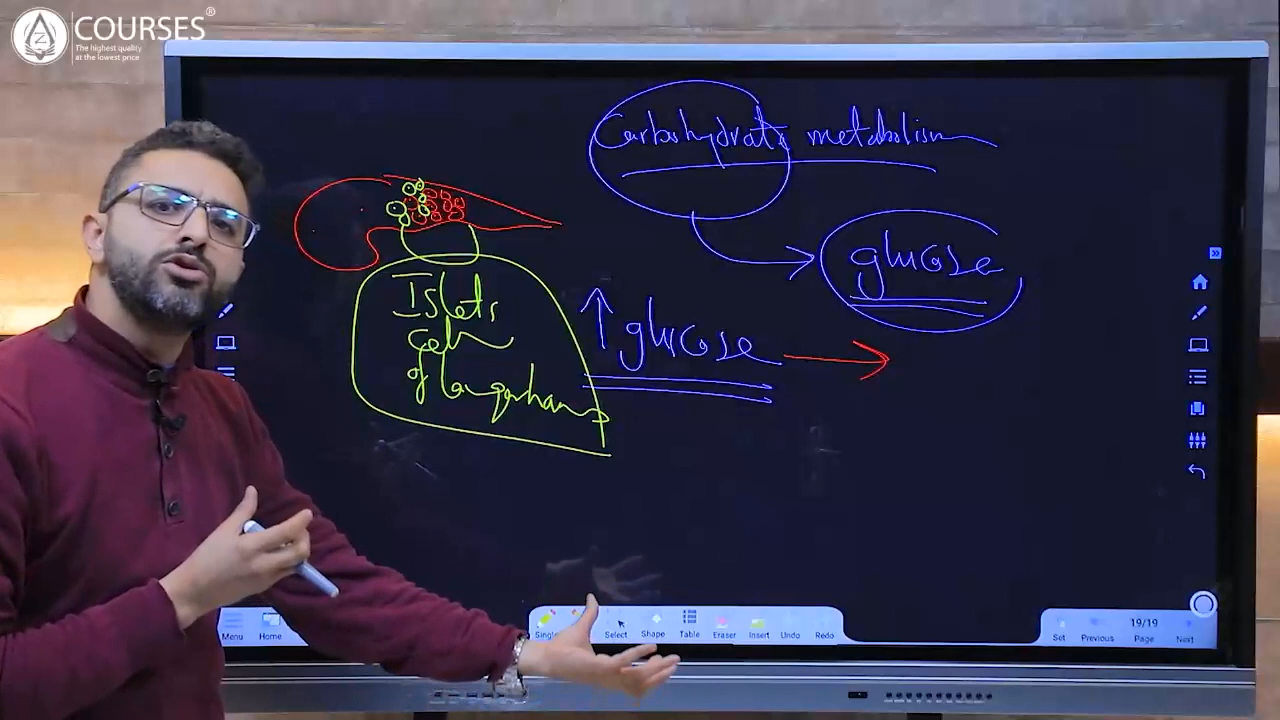 COURSES®
The highest quality
at the lowest price
Carbohydrate metabolism
glucose
Islets
Cells
of Langerhans
↑ glucose →
Menu
Home
Single
Select
Shape
Table
Eraser
Insert
Undo
Redo
Set
Previous
19/19
Page
Next